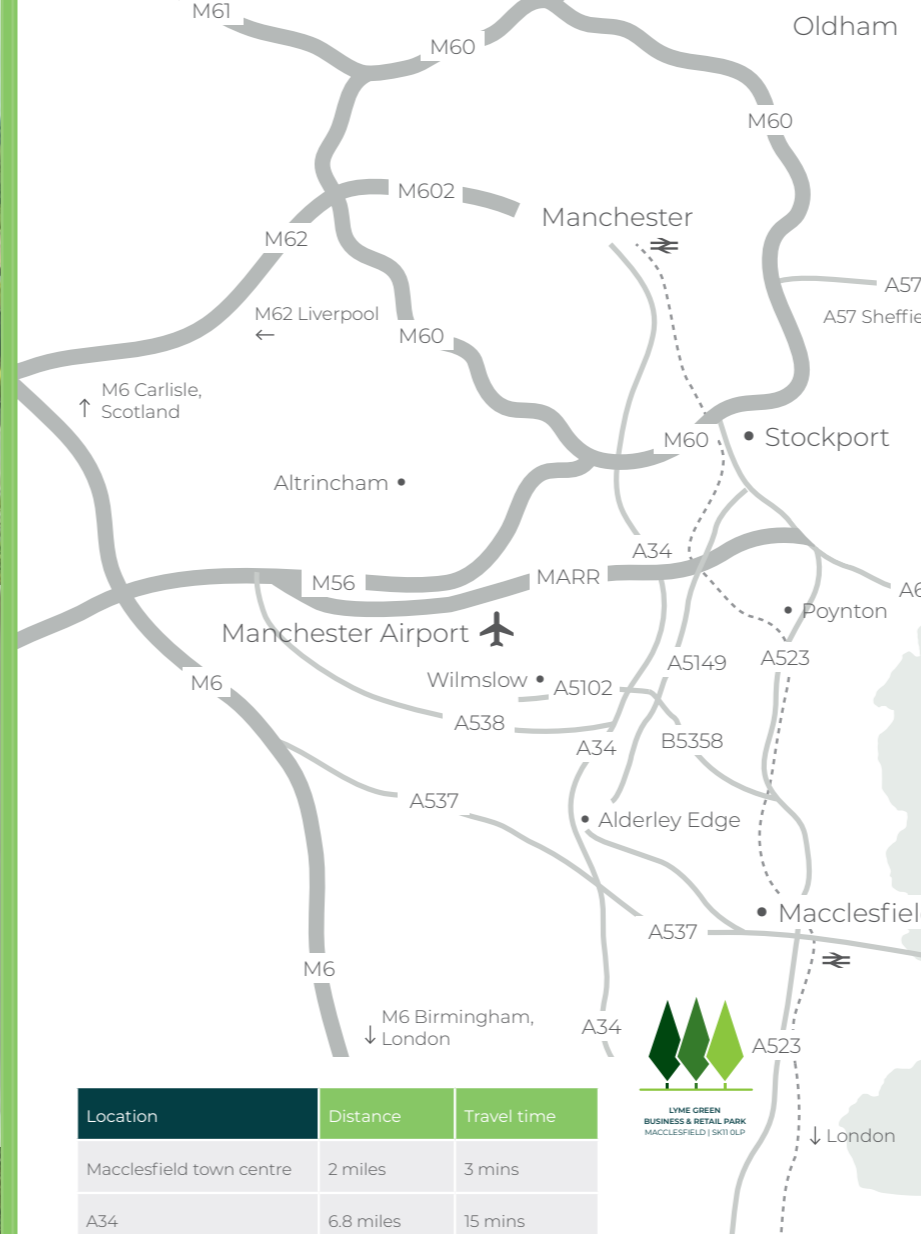 M61
Oldham
M60
M60
M602
Manchester
M62
A57
M62 Liverpool
←
A57 Sheffie
M60
M6 Carlisle,
↑ Scotland
M60
Stockport
Altrincham
A34
M56
MARR
A6
Poynton
Manchester Airport
A5149
A523
Wilmslow
M6
A5102
A538
A34
B5358
A537
Alderley Edge
Macclesfiel
A537
M6
M6 Birmingham,
↓ London
A34
A523
LYME GREEN
BUSINESS & RETAIL PARK
MACCLESFIELD | SK11 0LP
↓ London
Location Distance Travel time
Macclesfield town centre 2 miles 3 mins
A34 6.8 miles 15 mins